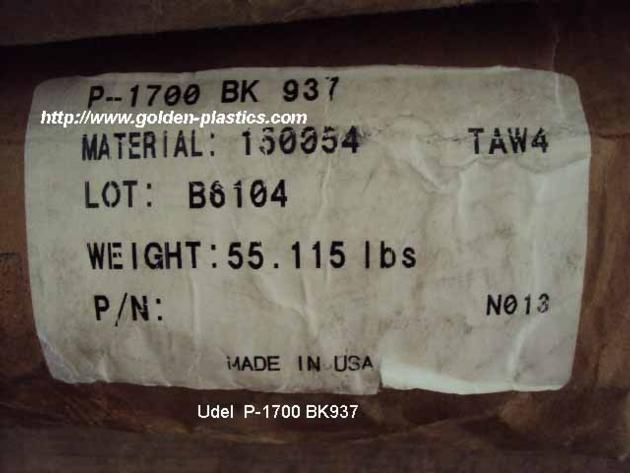 P--1700 BK 937
http://www.golden-plastics.com
MATERIAL: 150054 TAW4
LOT: B6104
WEIGHT:55.115 lbs
P/N: N013
MADE IN USA
Udel P-1700 BK937